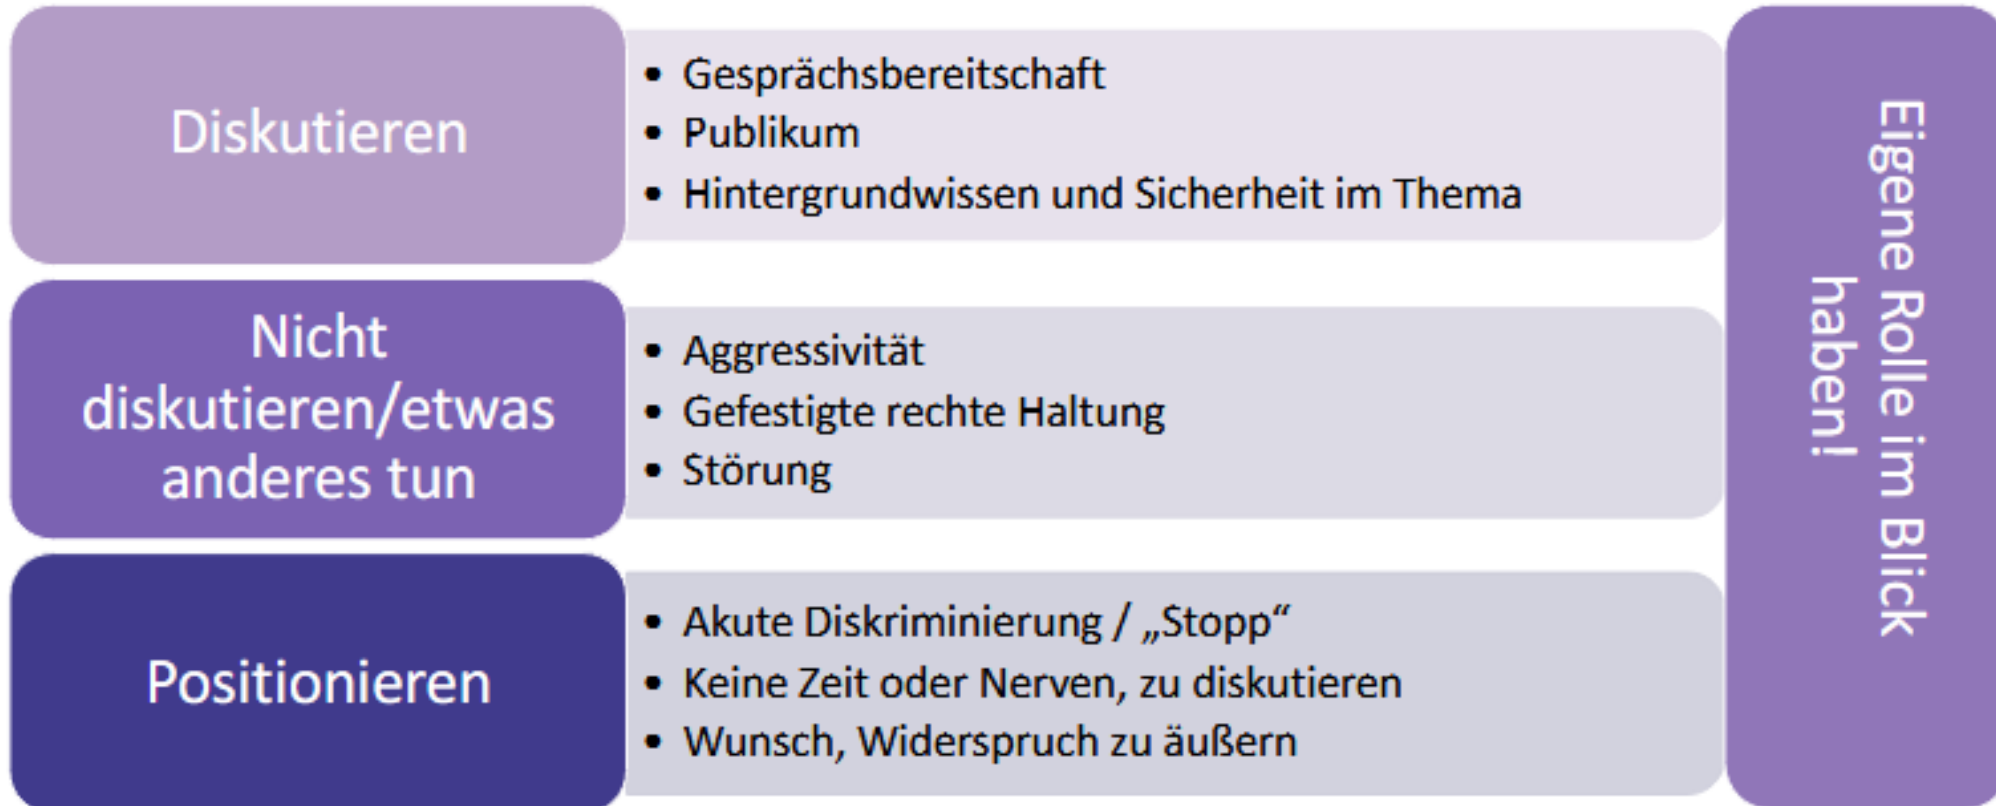 Diskutieren
• Gesprächsbereitschaft
• Publikum
• Hintergrundwissen und Sicherheit im Thema
Nicht
diskutieren/etwas
anderes tun
• Aggressivität
• Gefestigte rechte Haltung
• Störung
Positionieren
• Akute Diskriminierung / „Stopp“
• Keine Zeit oder Nerven, zu diskutieren
• Wunsch, Widerspruch zu äußern
Eigene Rolle im Blick
haben!